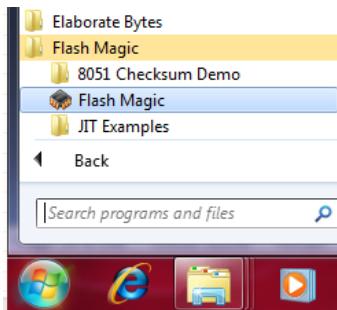 Elaborate Bytes
Flash Magic
8051 Checksum Demo
Flash Magic
JIT Examples
Back
Search programs and files